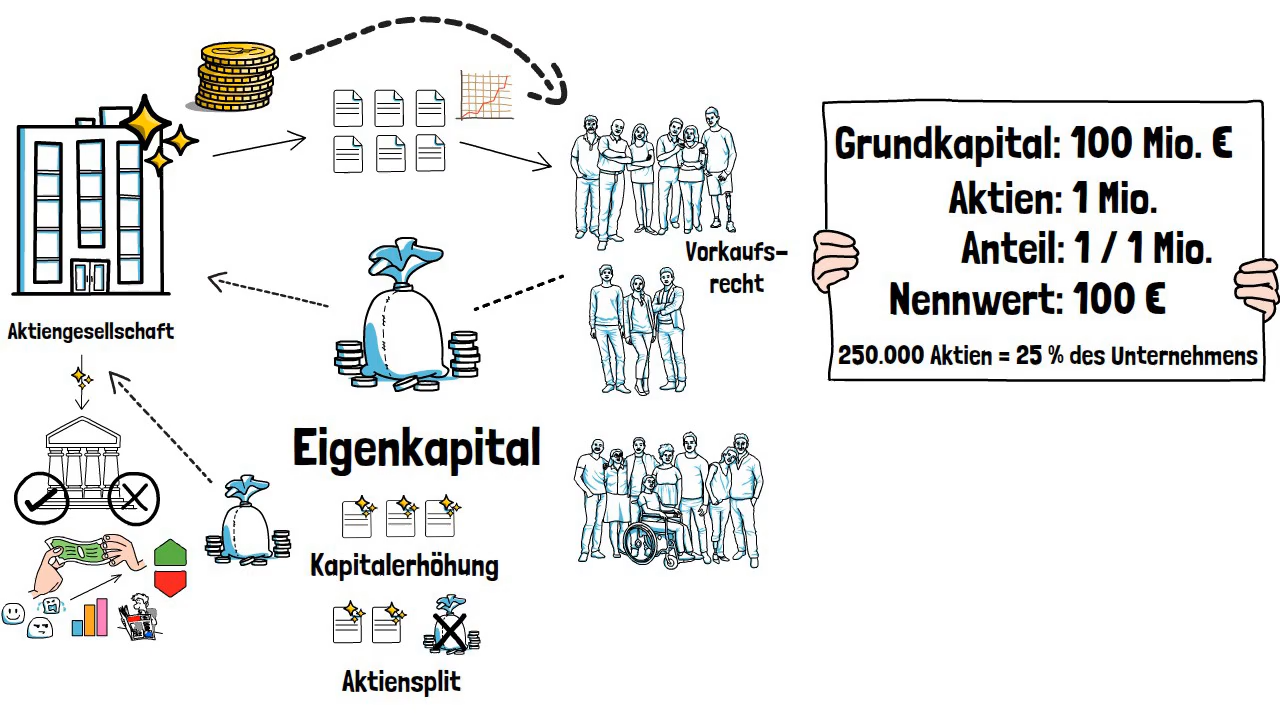 Aktiengesellschaft
Vorkaufs-
recht
Eigenkapital
Kapitalerhöhung
Aktiensplit
Grundkapital: 100 Mio. €
Aktien: 1 Mio.
Anteil: 1 / 1 Mio.
Nennwert: 100 €
250.000 Aktien = 25 % des Unternehmens